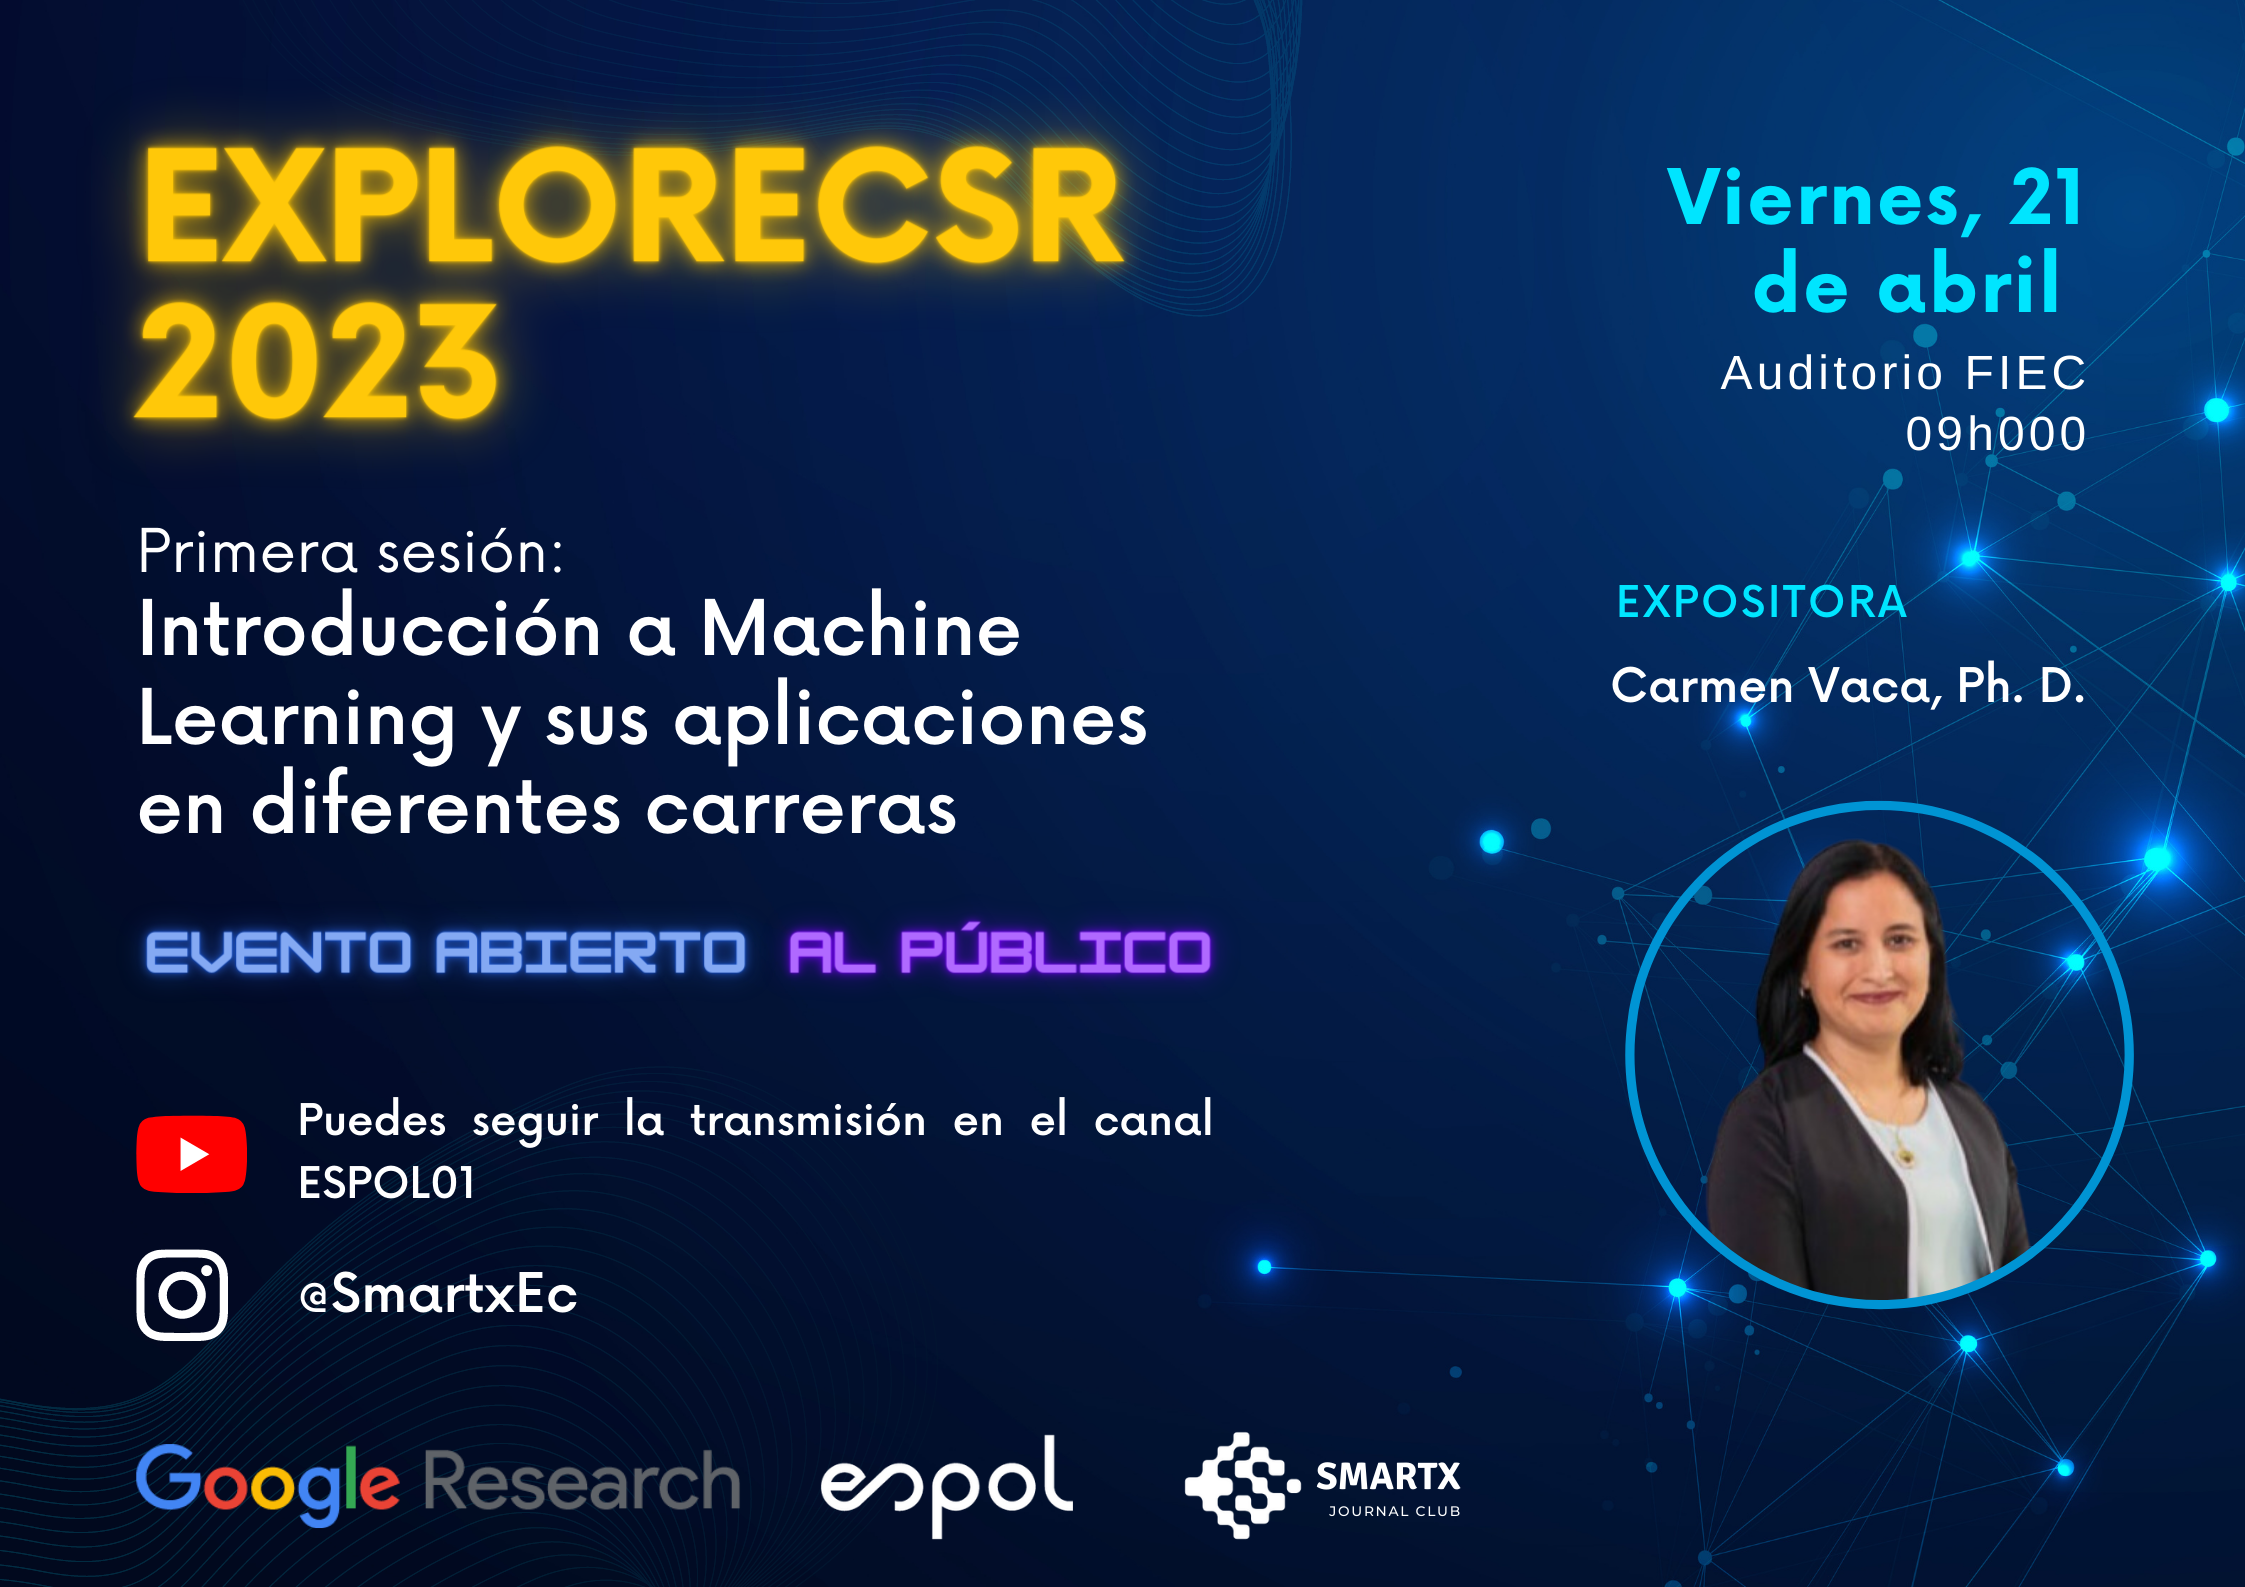 EXPLORECSR
2023
Viernes, 21
de abril
Auditorio FIEC
09h000
Primera sesión:
Introducción a Machine
Learning y sus aplicaciones
en diferentes carreras
EXPOSITORA
Carmen Vaca, Ph. D.
EVENTO ABIERTO AL PÚBLICO
Puedes seguir la transmisión en el canal
ESPOL01
@SmartxEc
Google Research
espol
SMARTX
JOURNAL CLUB